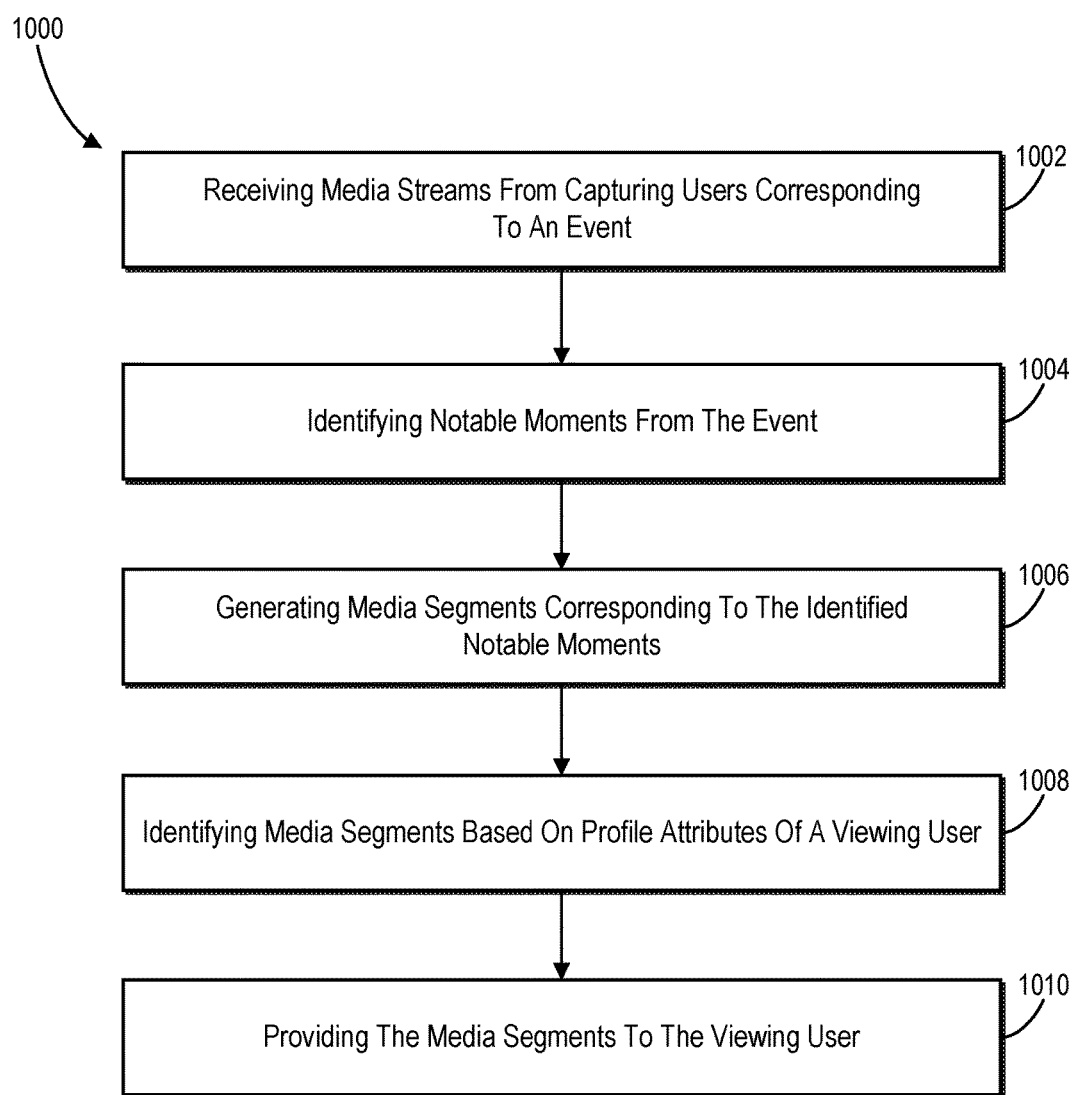 1000
1002
Receiving Media Streams From Capturing Users Corresponding
To An Event
1004
Identifying Notable Moments From The Event
1006
Generating Media Segments Corresponding To The Identified
Notable Moments
1008
Identifying Media Segments Based On Profile Attributes Of A Viewing User
1010
Providing The Media Segments To The Viewing User